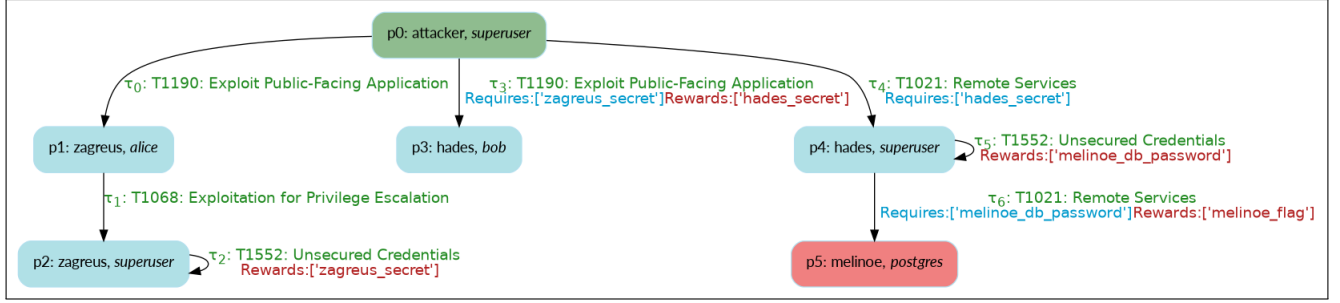 p0: attacker, superuser
τ0: T1190: Exploit Public-Facing Application
τ3: T1190: Exploit Public-Facing Application
Requires:['zagreus_secret']Rewards:['hades_secret']
τ4: T1021: Remote Services
Requires:['hades_secret']
p1: zagreus, alice
p3: hades, bob
p4: hades, superuser
τ5: T1552: Unsecured Credentials
Rewards:['melinoe_db_password']
τ1: T1068: Exploitation for Privilege Escalation
τ6: T1021: Remote Services
Requires:['melinoe_db_password']Rewards:['melinoe_flag']
p2: zagreus, superuser
τ2: T1552: Unsecured Credentials
Rewards:['zagreus_secret']
p5: melinoe, postgres